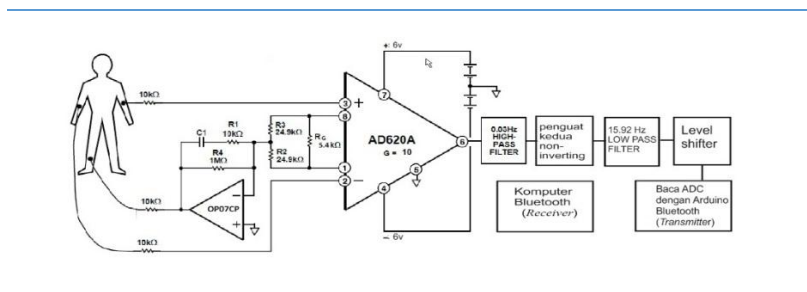 + 6v
10kΩ
3
+
8
7
R1
10kΩ
C1
R4
1MΩ
R3
24.9kΩ
R2
24.9kΩ
RG
5.4kΩ
AD620A
G = 10
6
1
2
−
4
5
0.03Hz
HIGH-
PASS
FILTER
penguat
kedua
non-
inverting
15.92 Hz
LOW PASS
FILTER
Level
shifter
10kΩ
−
OP07CP
+
10kΩ
− 6v
Komputer
Bluetooth
(Receiver)
Baca ADC
dengan Arduino
Bluetooth
(Transmitter)